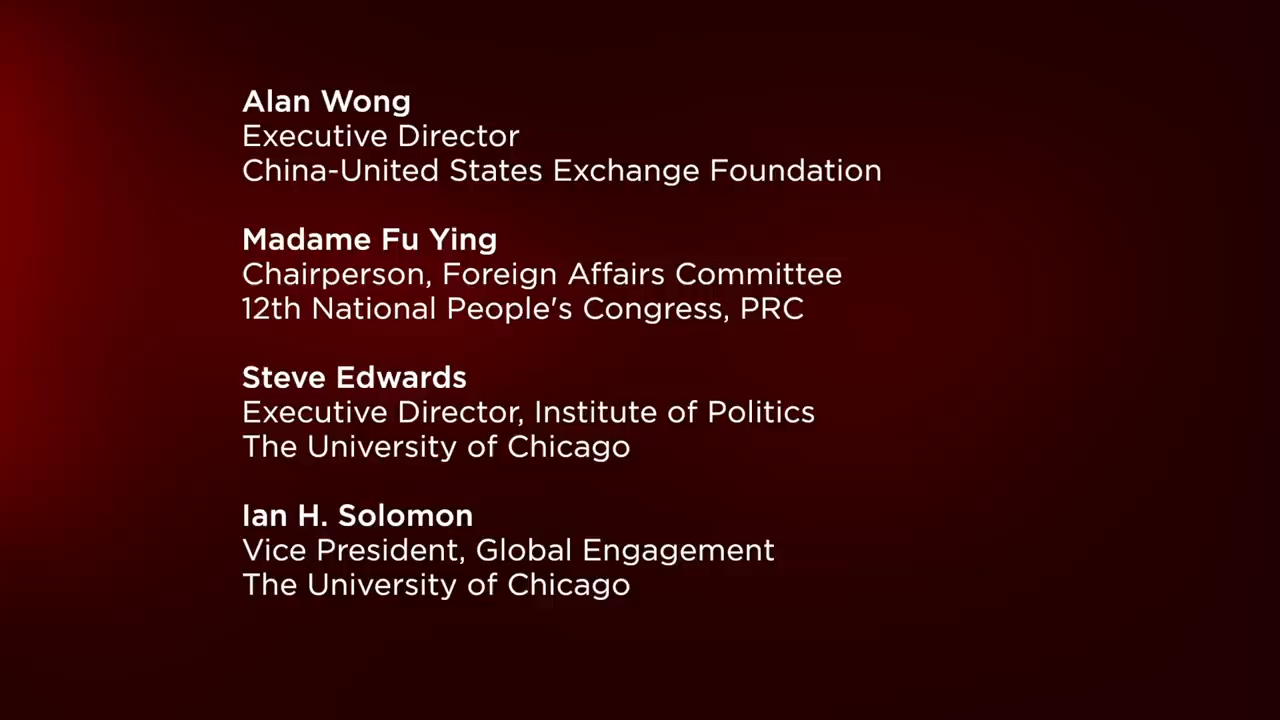 Alan Wong
Executive Director
China-United States Exchange Foundation
Madame Fu Ying
Chairperson, Foreign Affairs Committee
12th National People's Congress, PRC
Steve Edwards
Executive Director, Institute of Politics
The University of Chicago
Ian H. Solomon
Vice President, Global Engagement
The University of Chicago